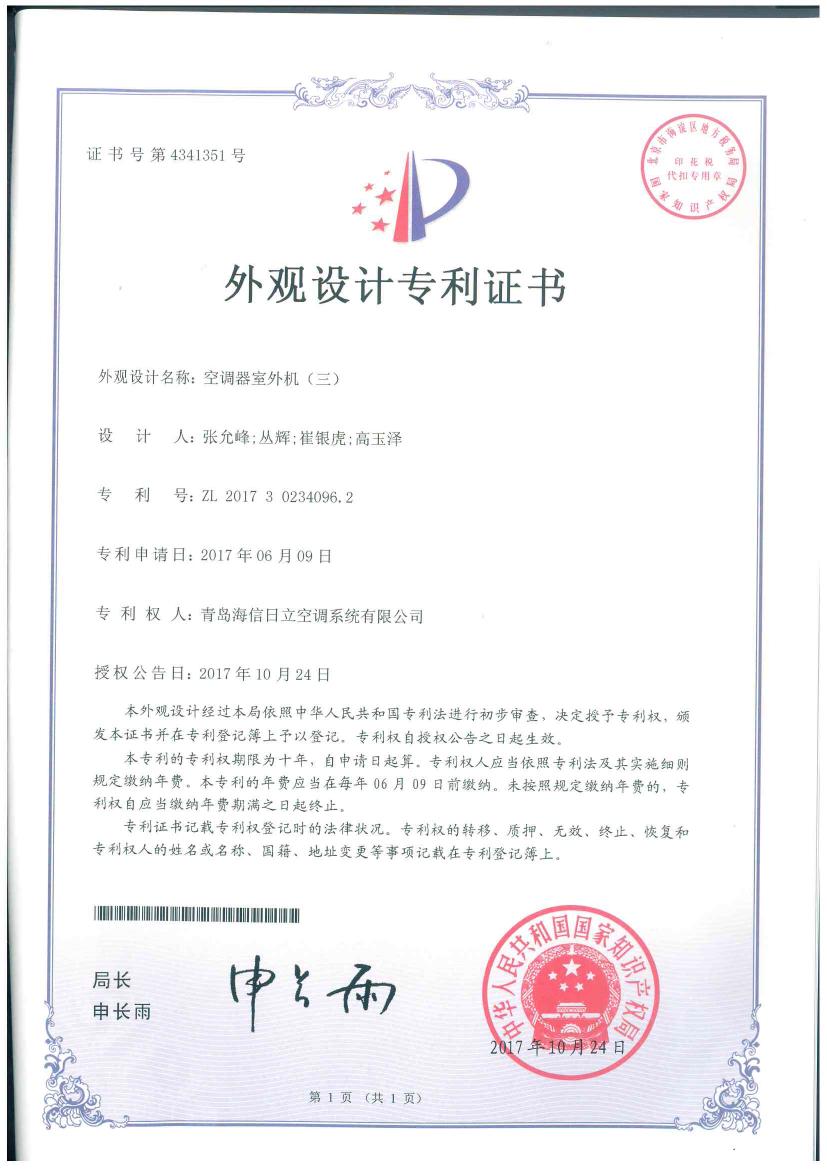 证书号第4341351号
北京市海淀区地方税务局
印花税
代扣专用章
国家知识产权局
外观设计专利证书
外观设计名称：空调器室外机（三）
设计人：张允峰;丛辉;崔银虎;高玉泽
专利号：ZL 2017 3 0234096.2
专利申请日：2017年06月09日
专利权人：青岛海信日立空调系统有限公司
授权公告日：2017年10月24日
本外观设计经过本局依照中华人民共和国专利法进行初步审查，决定授予专利权，颁
发本证书并在专利登记簿上予以登记。专利权自授权公告之日起生效。
本专利的专利权期限为十年，自申请日起算。专利权人应当依照专利法及其实施细则
规定缴纳年费。本专利的年费应当在每年06月09日前缴纳。未按照规定缴纳年费的，专
利权自应当缴纳年费期满之日起终止。
专利证书记载专利权登记时的法律状况。专利权的转移、质押、无效、终止、恢复和
专利权人的姓名或名称、国籍、地址变更等事项记载在专利登记簿上。
局长
申长雨
申长雨
中华人民共和国国家知识产权局
2017年10月24日
第1页（共1页）